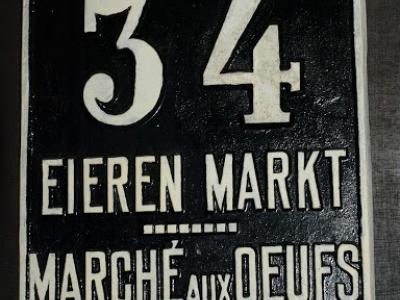 34
EIEREN MARKT
MARCHÉ AUX OEUFS